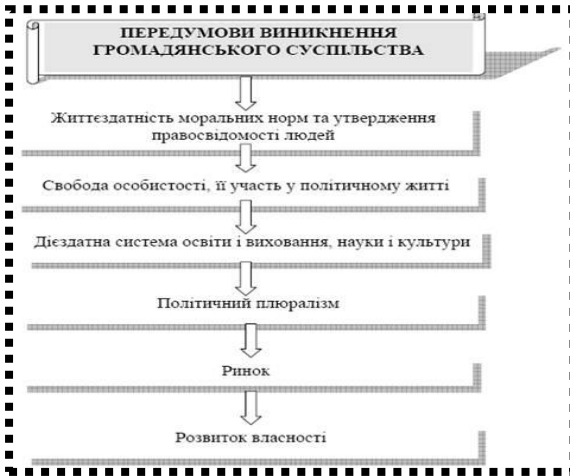 ПЕРЕДУМОВИ ВИНИКНЕННЯ
ГРОМАДЯНСЬКОГО СУСПІЛЬСТВА
Життєздатність моральних норм та утвердження
правосвідомості людей
Свобода особистості, її участь у політичному житті
Дієздатна система освіти і виховання, науки і культури
Політичний плюралізм
Ринок
Розвиток власності